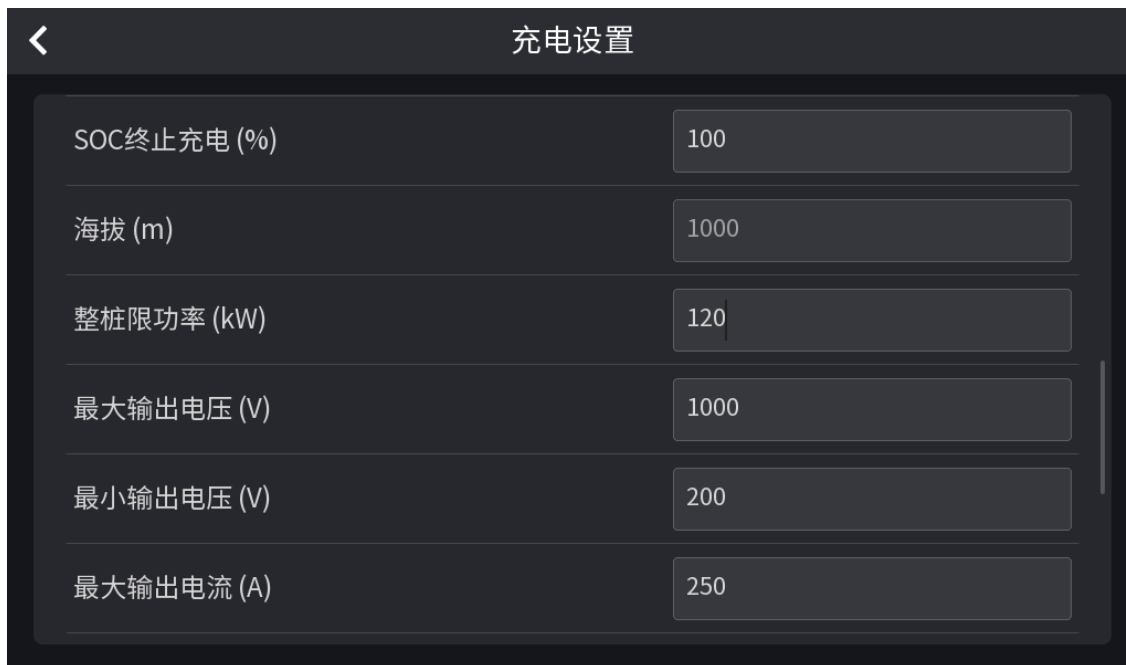 充电设置
SOC终止充电 (%) 100
海拔 (m) 1000
整桩限功率 (kW) 120
最大输出电压 (V) 1000
最小输出电压 (V) 200
最大输出电流 (A) 250